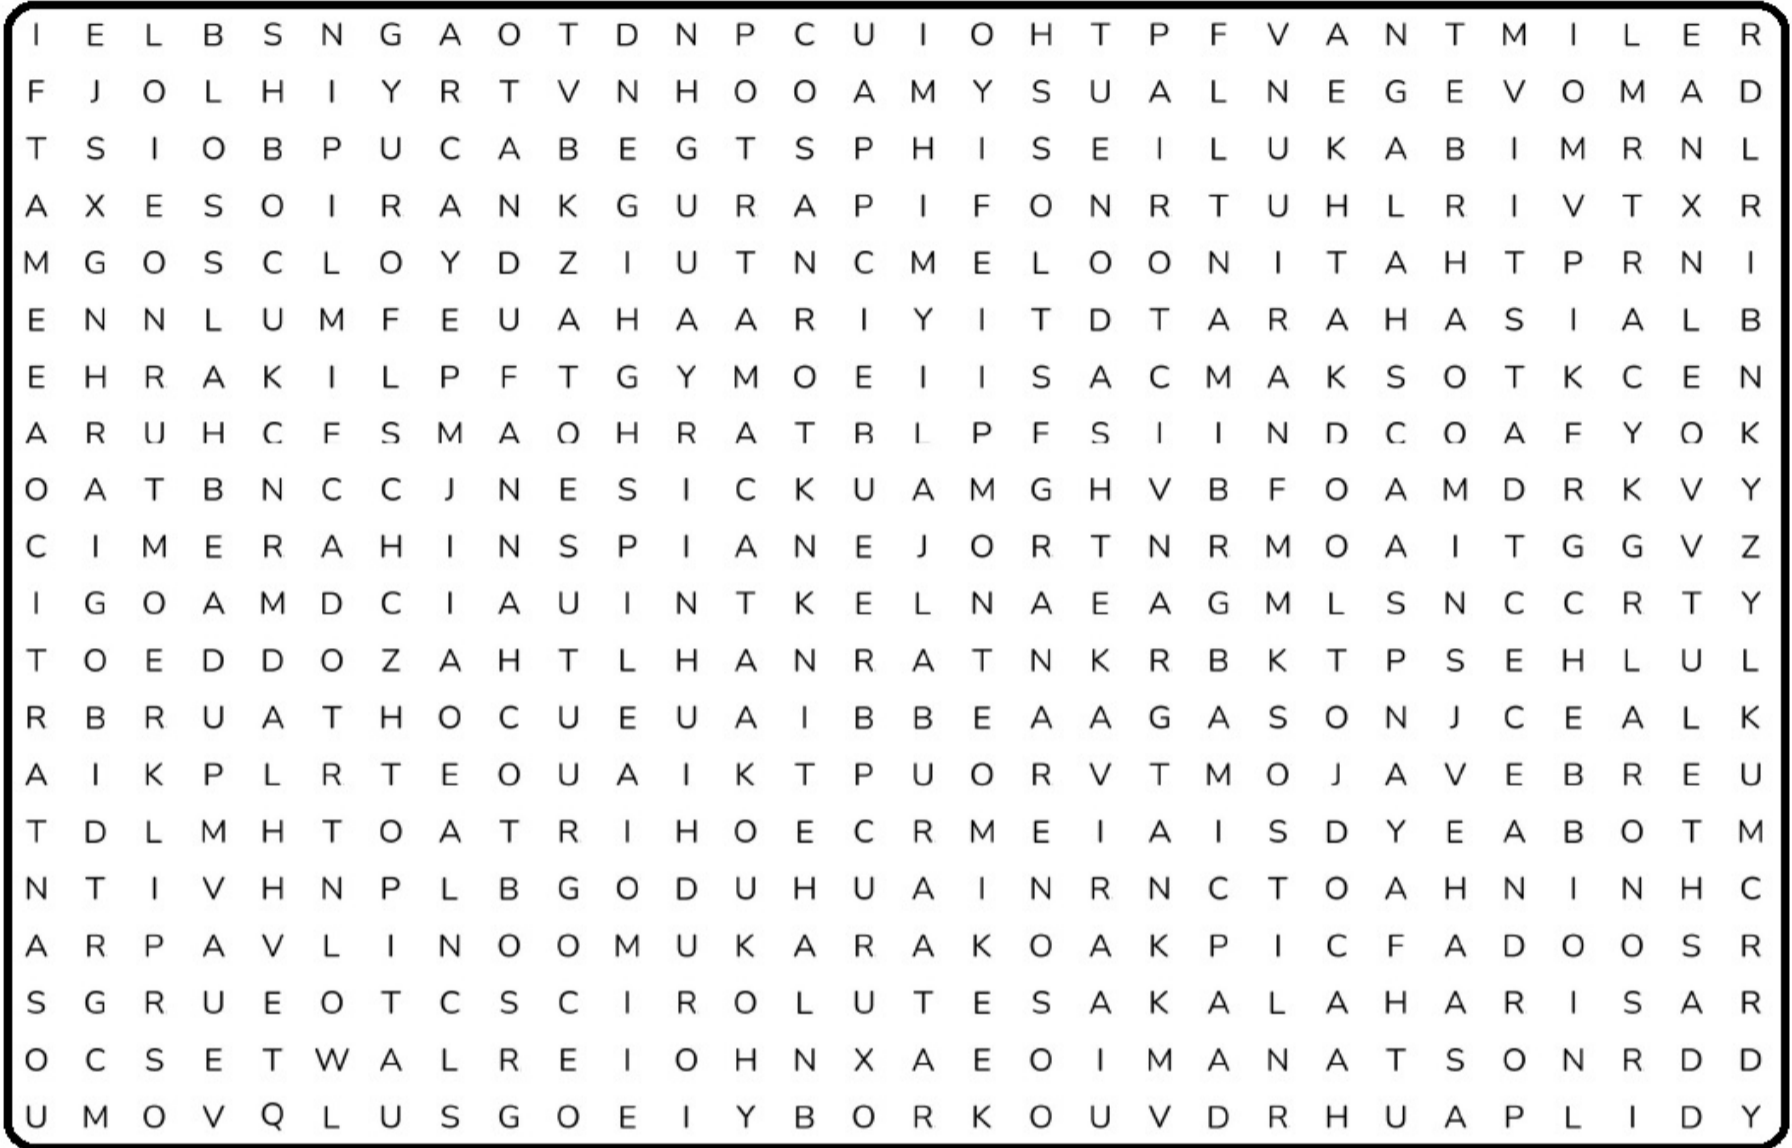 I E L B S N G A O T D N P C U I O H T P F V A N T M I L E R
F J O L H I Y R T V N H O O A M Y S U A L N E G E V O M A D
T S I O B P U C A B E G T S P H I S E I L U K A B I M R N L
A X E S O I R A N K G U R A P I F O N R T U H L R I V T X R
M G O S C L O Y D Z I U T N C M E L O O N I T A H T P R N I
E N N L U M F E U A H A A R I Y I T D T A R A H A S I A L B
E H R A K I L P F T G Y M O E I I S A C M A K S O T K C E N
A R U H C F S M A O H R A T B L P F S I I N D C O A F Y O K
O A T B N C C J N E S I C K U A M G H V B F O A M D R K V Y
C I M E R A H I N S P I A N E J O R T N R M O A I T G G V Z
I G O A M D C I A U I N T K E L N A E A G M L S N C C R T Y
T O E D D O Z A H T L H A N R A T N K R B K T P S E H L U L
R B R U A T H O C U E U A I B B E A A G A S O N J C E A L K
A I K P L R T E O U A I K T P U O R V T M O J A V E B R E U
T D L M H T O A T R I H O E C R M E I A I S D Y E A B O T M
N T I V H N P L B G O D U H U A I N R N C T O A H N I N H C
A R P A V L I N O O M U K A R A K O A K P I C F A D O O S R
S G R U E O T C S C I R O L U T E S A K A L A H A R I S A R
O C S E T W A L R E I O H N X A E O I M A N A T S O N R D D
U M O V Q L U S G O E I Y B O R K O U V D R H U A P L I D Y